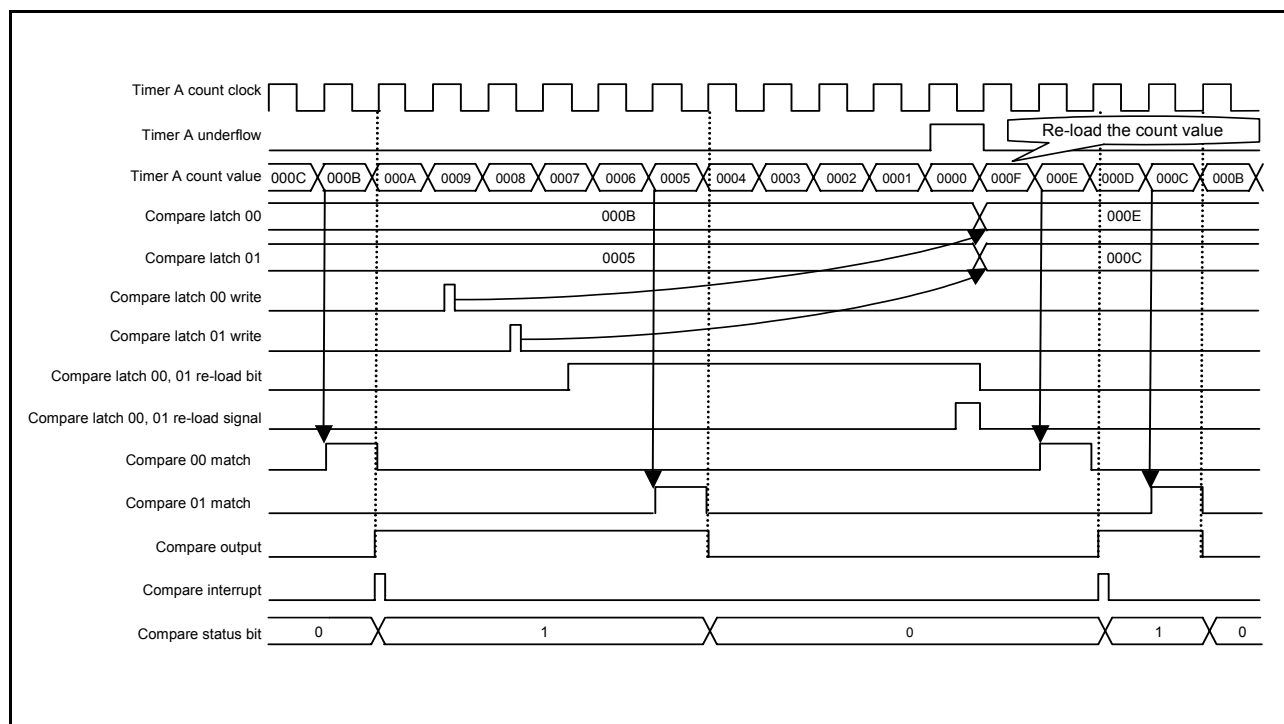 Timer A count clock
Timer A underflow
Re-load the count value
Timer A count value 000C 000B 000A 0009 0008 0007 0006 0005 0004 0003 0002 0001 0000 000F 000E 000D 000C 000B
Compare latch 00 000B 000E
Compare latch 01 0005 000C
Compare latch 00 write
Compare latch 01 write
Compare latch 00, 01 re-load bit
Compare latch 00, 01 re-load signal
Compare 00 match
Compare 01 match
Compare output
Compare interrupt
Compare status bit 0 1 0 1 0